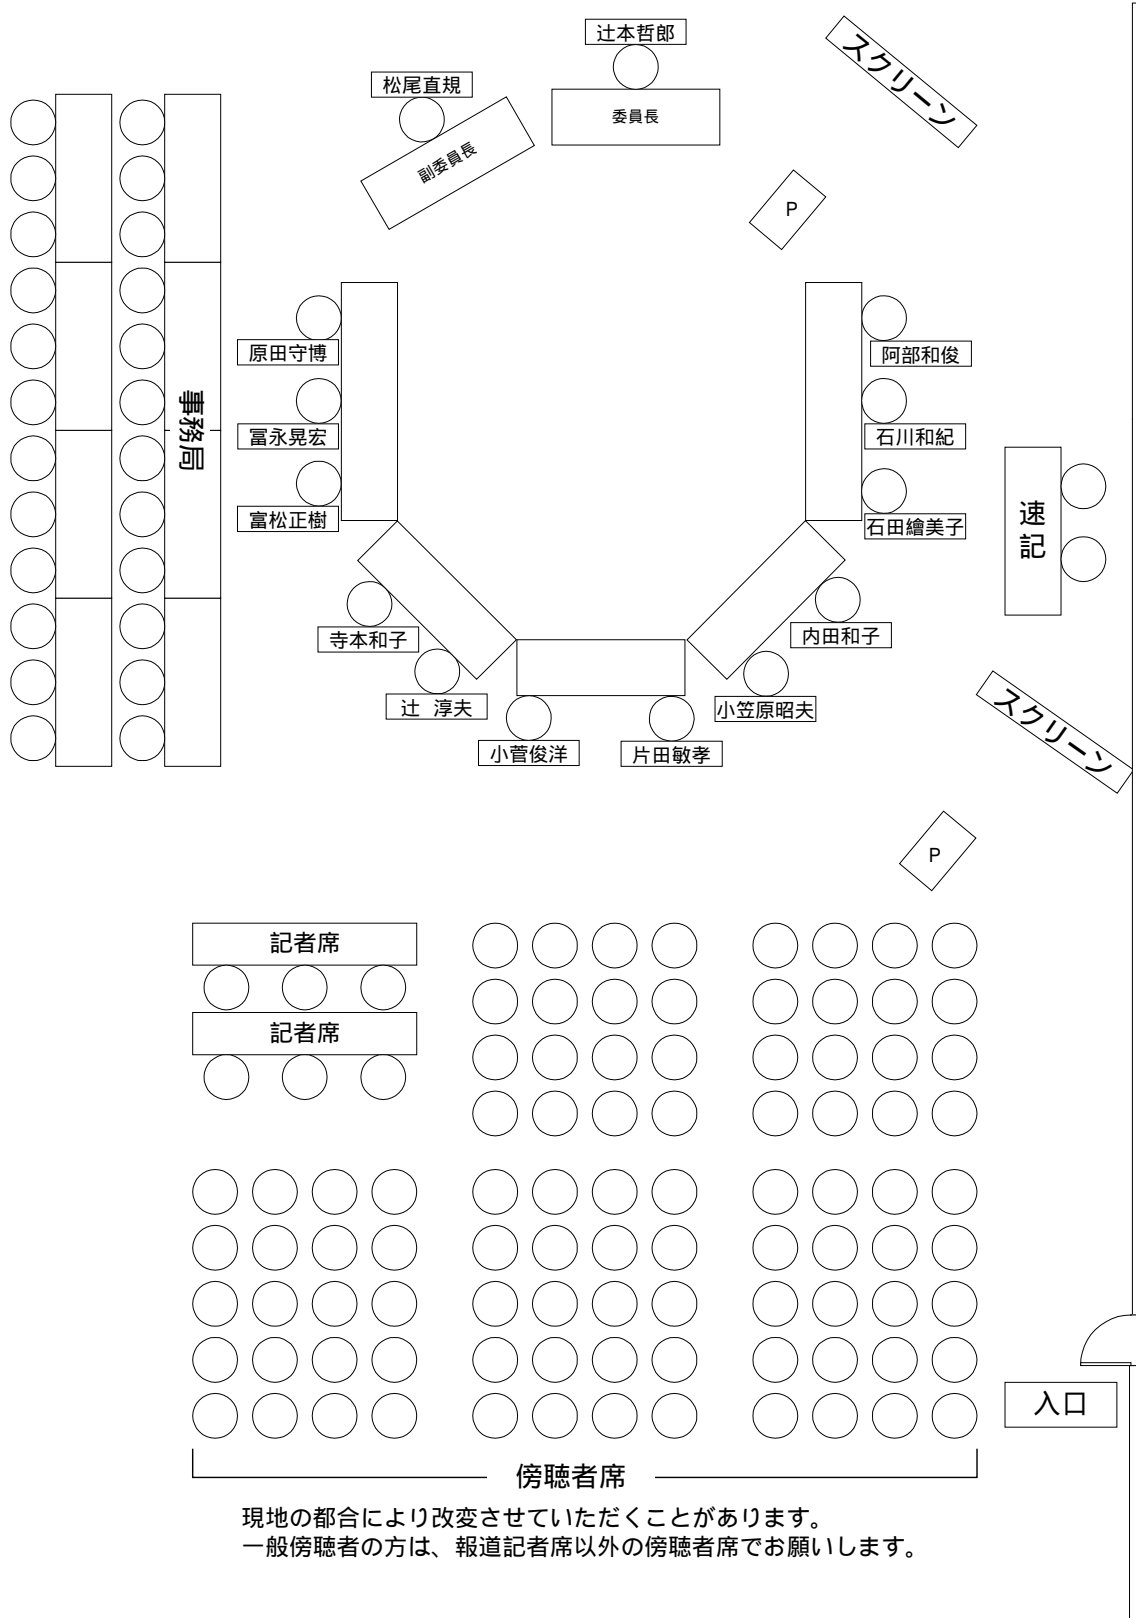 辻本哲郎
委員長
スクリーン
松尾直規
副委員長
P
原田守博
冨永晃宏
富松正樹
事務局
阿部和俊
石川和紀
石田繪美子
速記
寺本和子
辻 淳夫
小菅俊洋
片田敏孝
小笠原昭夫
内田和子
スクリーン
P
記者席
記者席
入口
傍聴者席
現地の都合により改変させていただくことがあります。
一般傍聴者の方は、報道記者席以外の傍聴者席でお願いします。